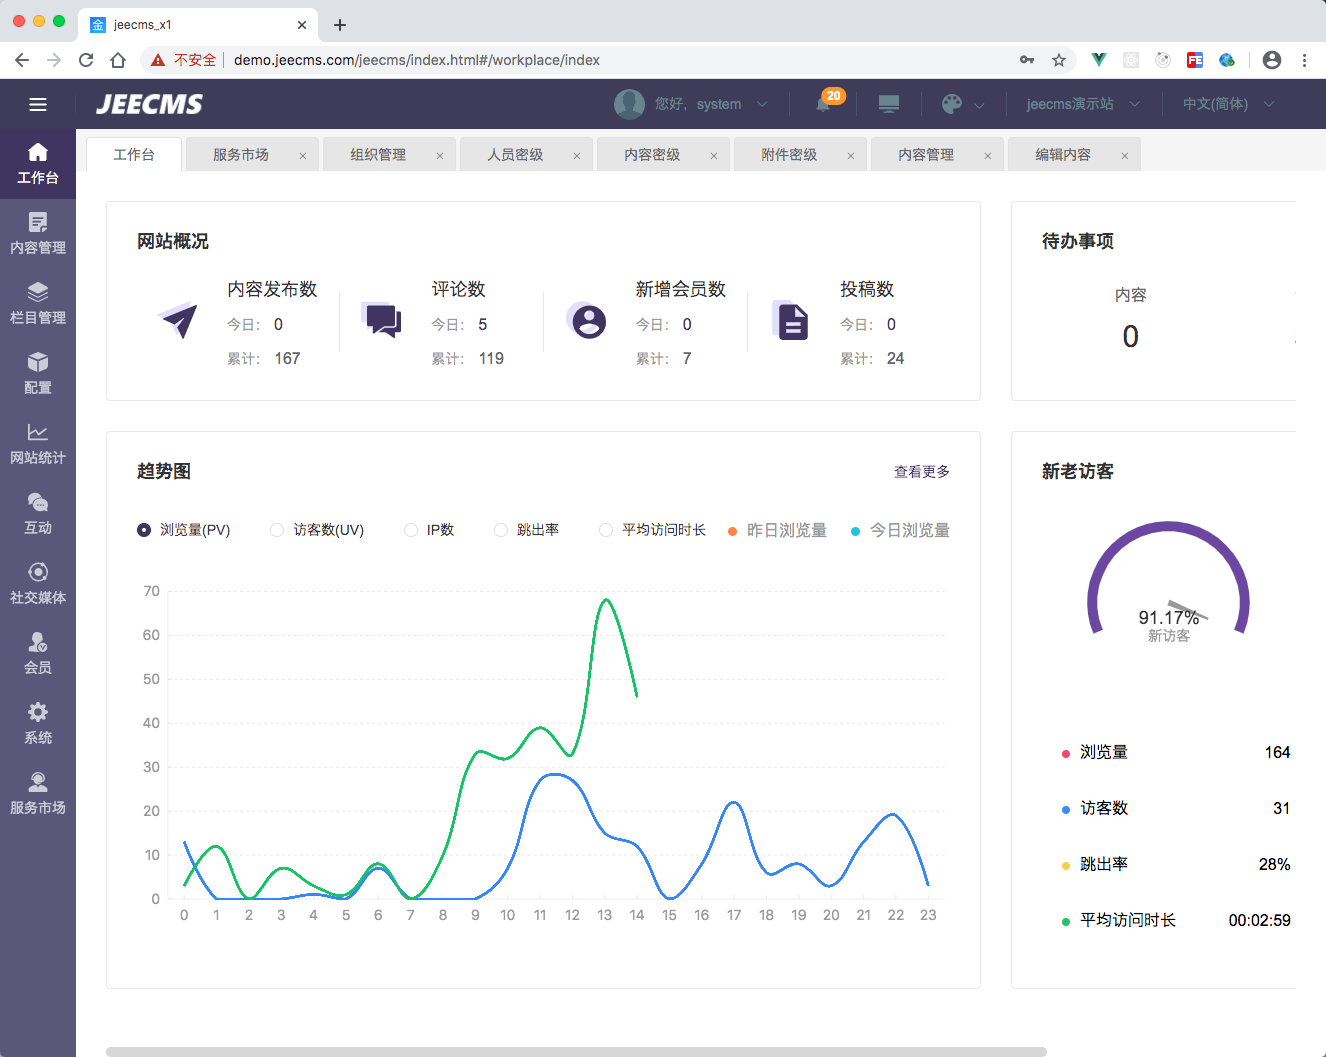 金 jeecms_x1
不安全 demo.jeecms.com/jeecms/index.html#/workplace/index
FE
JEECMS
您好，system
20
jeecms演示站
中文(简体)
工作台 服务市场 组织管理 人员密级 内容密级 附件密级 内容管理 编辑内容
工作台
内容管理
栏目管理
配置
网站统计
互动
社交媒体
会员
系统
服务市场
网站概况
内容发布数
今日： 0
累计： 167
评论数
今日： 5
累计： 119
新增会员数
今日： 0
累计： 7
投稿数
今日： 0
累计： 24
待办事项
内容
0
趋势图 查看更多
浏览量(PV) 访客数(UV) IP数 跳出率 平均访问时长 昨日浏览量 今日浏览量
70
60
50
40
30
20
10
0
0 1 2 3 4 5 6 7 8 9 10 11 12 13 14 15 16 17 18 19 20 21 22 23
新老访客
91.17%
新访客
浏览量 164
访客数 31
跳出率 28%
平均访问时长 00:02:59